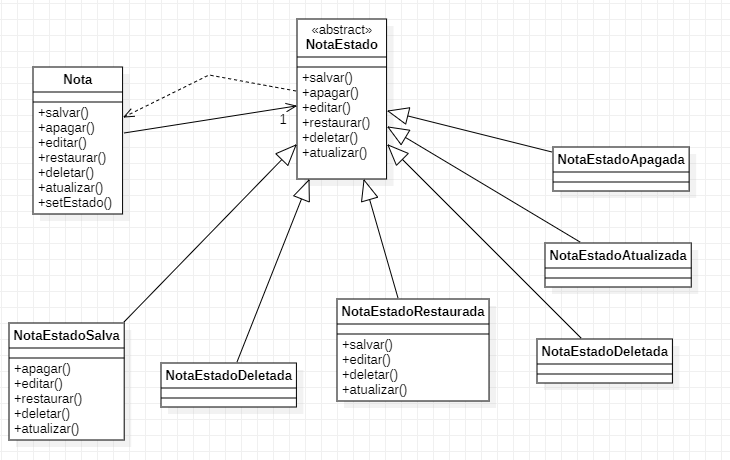 «abstract»
NotaEstado
+salvar()
+apagar()
+editar()
+restaurar()
+deletar()
+atualizar()
Nota
+salvar()
+apagar()
+editar()
+restaurar()
+deletar()
+atualizar()
+setEstado()
1
NotaEstadoApagada
NotaEstadoAtualizada
NotaEstadoSalva
+apagar()
+editar()
+restaurar()
+deletar()
+atualizar()
NotaEstadoDeletada
NotaEstadoRestaurada
+salvar()
+editar()
+deletar()
+atualizar()
NotaEstadoDeletada